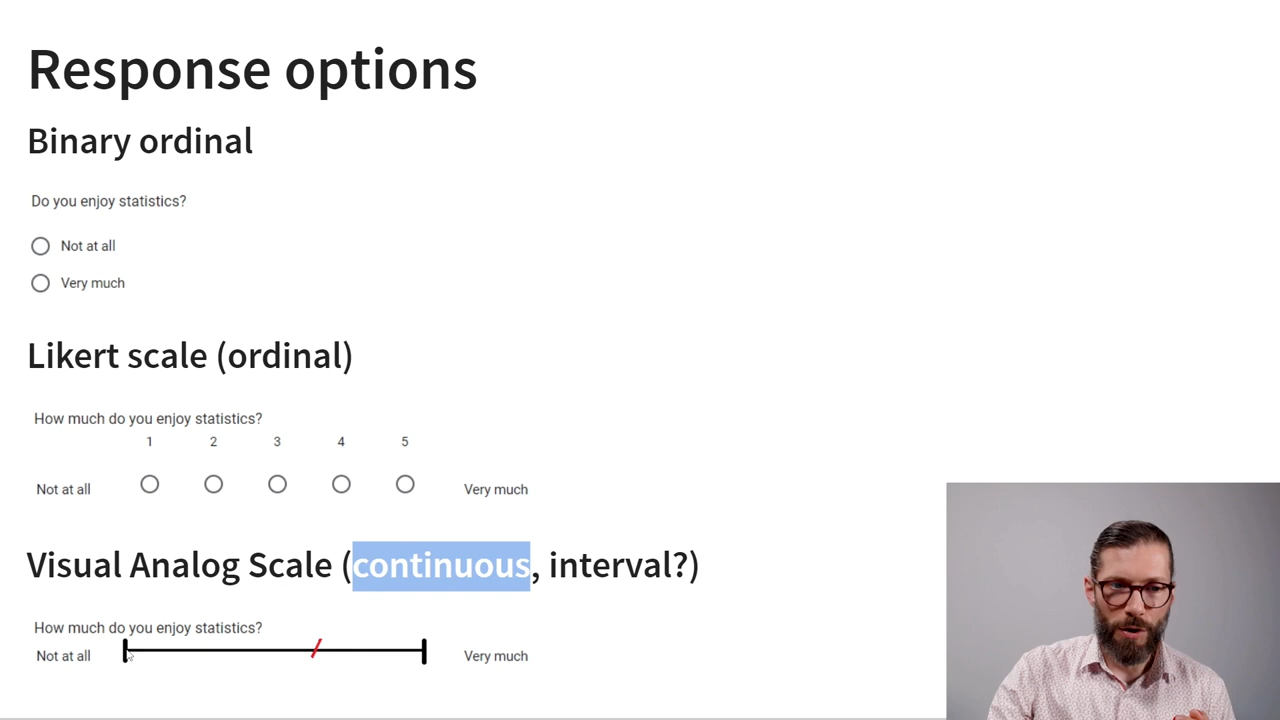 Response options
Binary ordinal
Do you enjoy statistics?
Not at all
Very much
Likert scale (ordinal)
How much do you enjoy statistics?
1 2 3 4 5
Not at all Very much
Visual Analog Scale (continuous, interval?)
How much do you enjoy statistics?
Not at all Very much